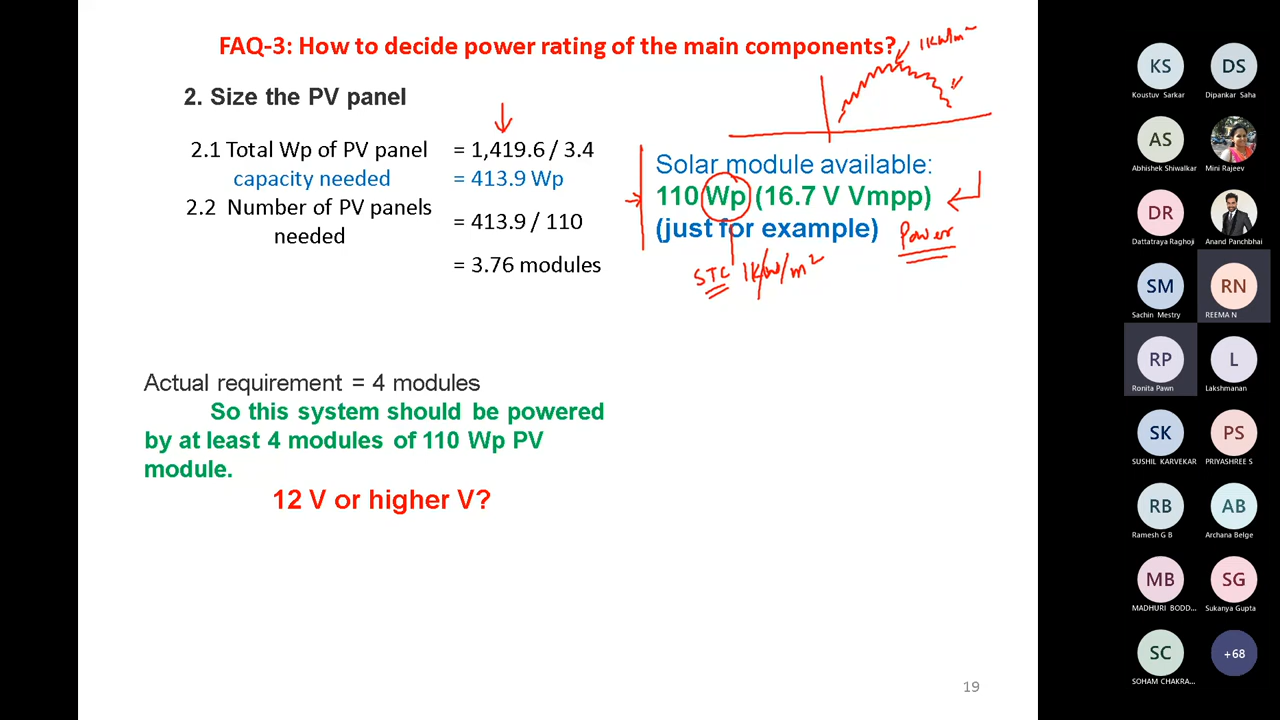 FAQ-3: How to decide power rating of the main components?
1KW/m²
2. Size the PV panel
2.1 Total Wp of PV panel = 1,419.6 / 3.4
capacity needed = 413.9 Wp
2.2 Number of PV panels = 413.9 / 110
needed
= 3.76 modules
Solar module available:
110 Wp (16.7 V Vmpp)
(just for example)
Power
STC 1KW/m²
Actual requirement = 4 modules
So this system should be powered
by at least 4 modules of 110 Wp PV
module.
12 V or higher V?
19
KS
Koustuv Sarkar
DS
Dipankar Saha
AS
Abhishek Shwalkar
Mini Rajeev
DR
Dattatraya Raghoji
Anand Panchbhai
SM
Sachin Mestry
RN
REEMA N
RP
Ronita Pawn
L
Lakshmanan
SK
SUSHIL KARVEKAR
PS
PRIYASHREE S
RB
Ramesh G B
AB
Archana Belge
MB
MADHURI BODD...
SG
Sukanya Gupta
SC
SOHAM CHAKRA...
+68